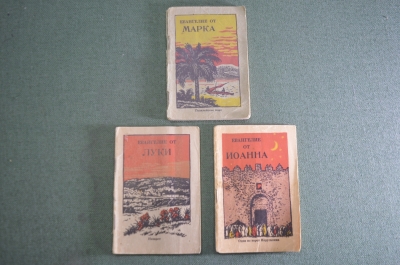 ЕВАНГЕЛИЕ ОТ
МАРКА
ЕВАНГЕЛИЕ ОТ
ЛУКИ
ЕВАНГЕЛИЕ
ОТ
ИОАННА